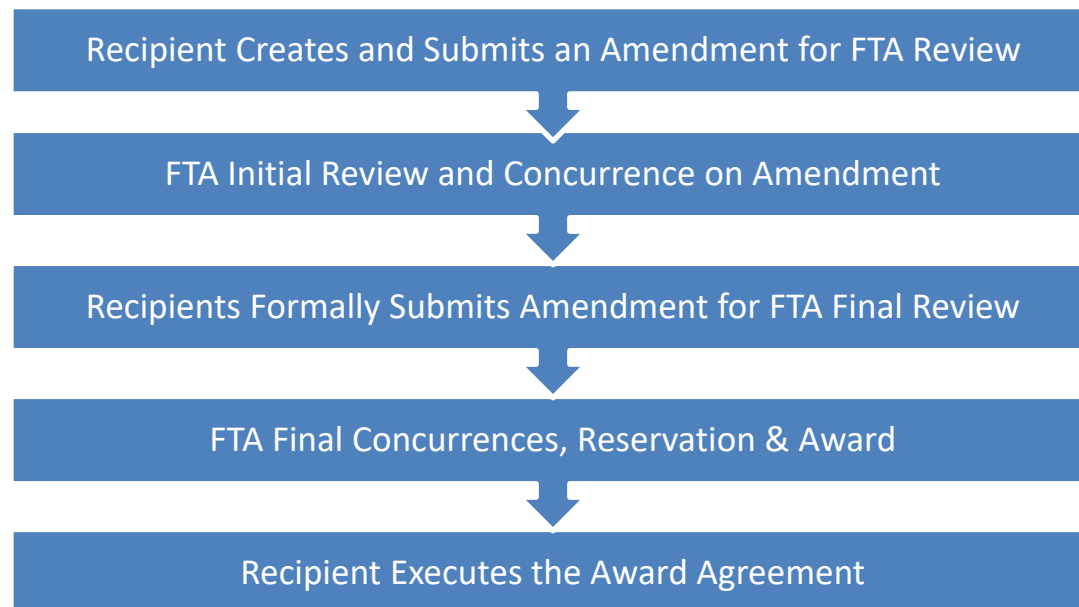 Recipient Creates and Submits an Amendment for FTA Review
FTA Initial Review and Concurrence on Amendment
Recipients Formally Submits Amendment for FTA Final Review
FTA Final Concurrences, Reservation & Award
Recipient Executes the Award Agreement